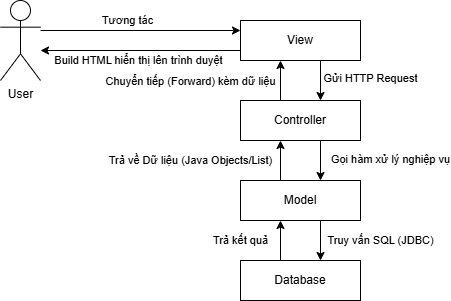 Tương tác
View
Build HTML hiển thị lên trình duyệt
User
Chuyển tiếp (Forward) kèm dữ liệu
Gửi HTTP Request
Controller
Trả về Dữ liệu (Java Objects/List)
Gọi hàm xử lý nghiệp vụ
Model
Trả kết quả
Truy vấn SQL (JDBC)
Database